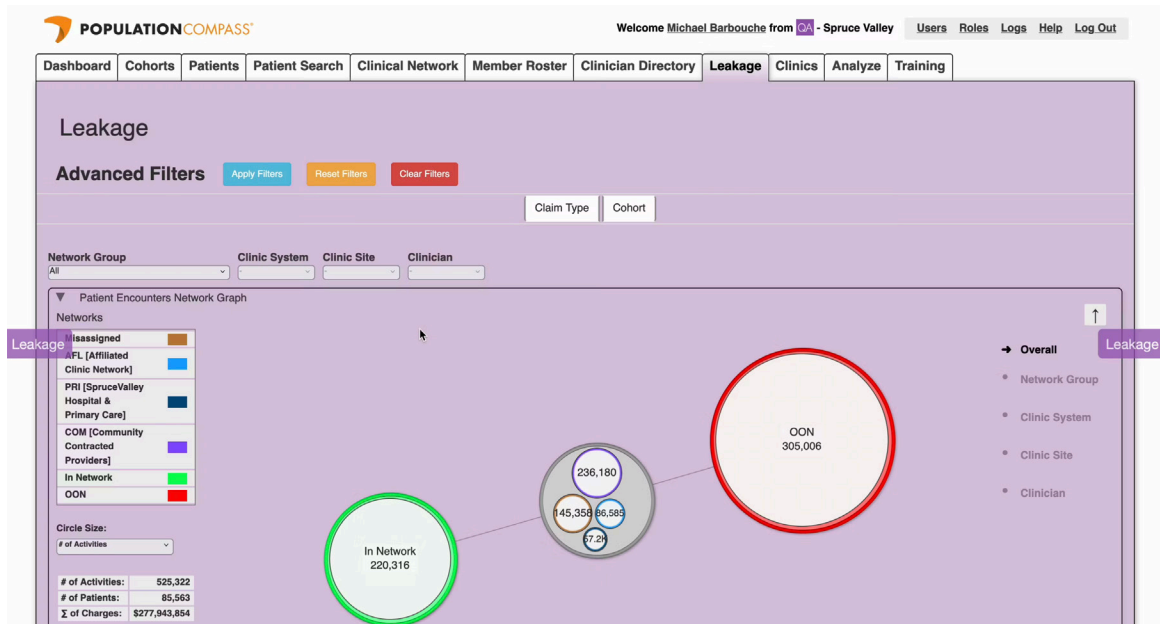 POPULATIONCOMPASS
Welcome Michael Barbouche from QA - Spruce Valley
Users Roles Logs Help Log Out
Dashboard Cohorts Patients Patient Search Clinical Network Member Roster Clinician Directory Leakage Clinics Analyze Training
Leakage
Advanced Filters Apply Filters Reset Filters Clear Filters
Claim Type Cohort
Network Group Clinic System Clinic Site Clinician
All - - -
Patient Encounters Network Graph
Networks
Leakage
AFL [Affiliated
Clinic Network]
PRI [SpruceValley
Hospital &
Primary Care]
COM [Community
Contracted
Providers]
In Network
OON
Circle Size:
# of Activities
# of Activities: 525,322
# of Patients: 85,563
Σ of Charges: $277,943,854
In Network
220,316
236,180
145,358
86,585
57.2K
OON
305,006
↑
→ Overall
Network Group
Clinic System
Clinic Site
Clinician
Leakage